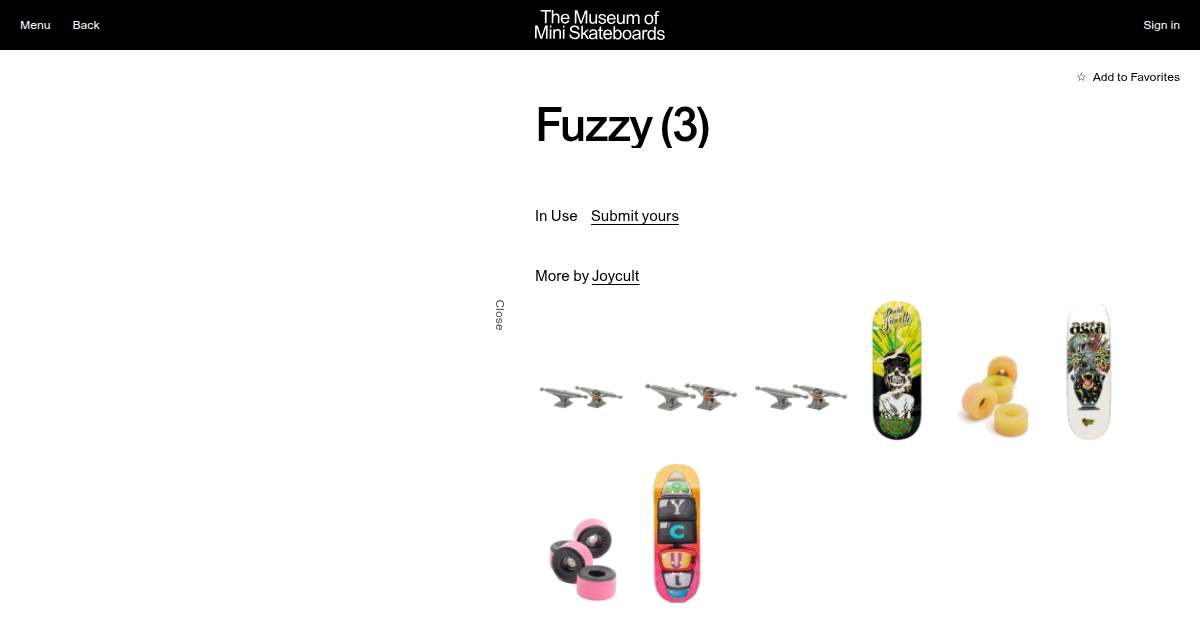 Menu Back
The Museum of
Mini Skateboards
Sign in
☆ Add to Favorites
Fuzzy (3)
In Use Submit yours
More by Joycult
Close
asta
Y
C
U
L